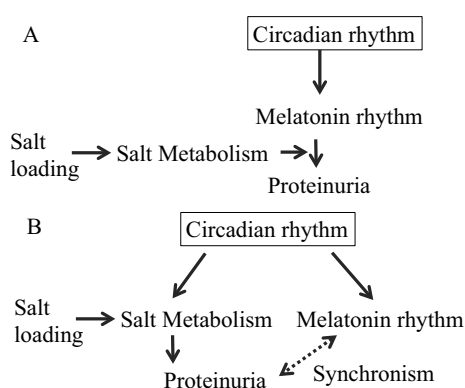 A
Circadian rhythm
Melatonin rhythm
Salt
loading
Salt Metabolism
Proteinuria
B
Circadian rhythm
Salt
loading
Salt Metabolism
Melatonin rhythm
Proteinuria
Synchronism